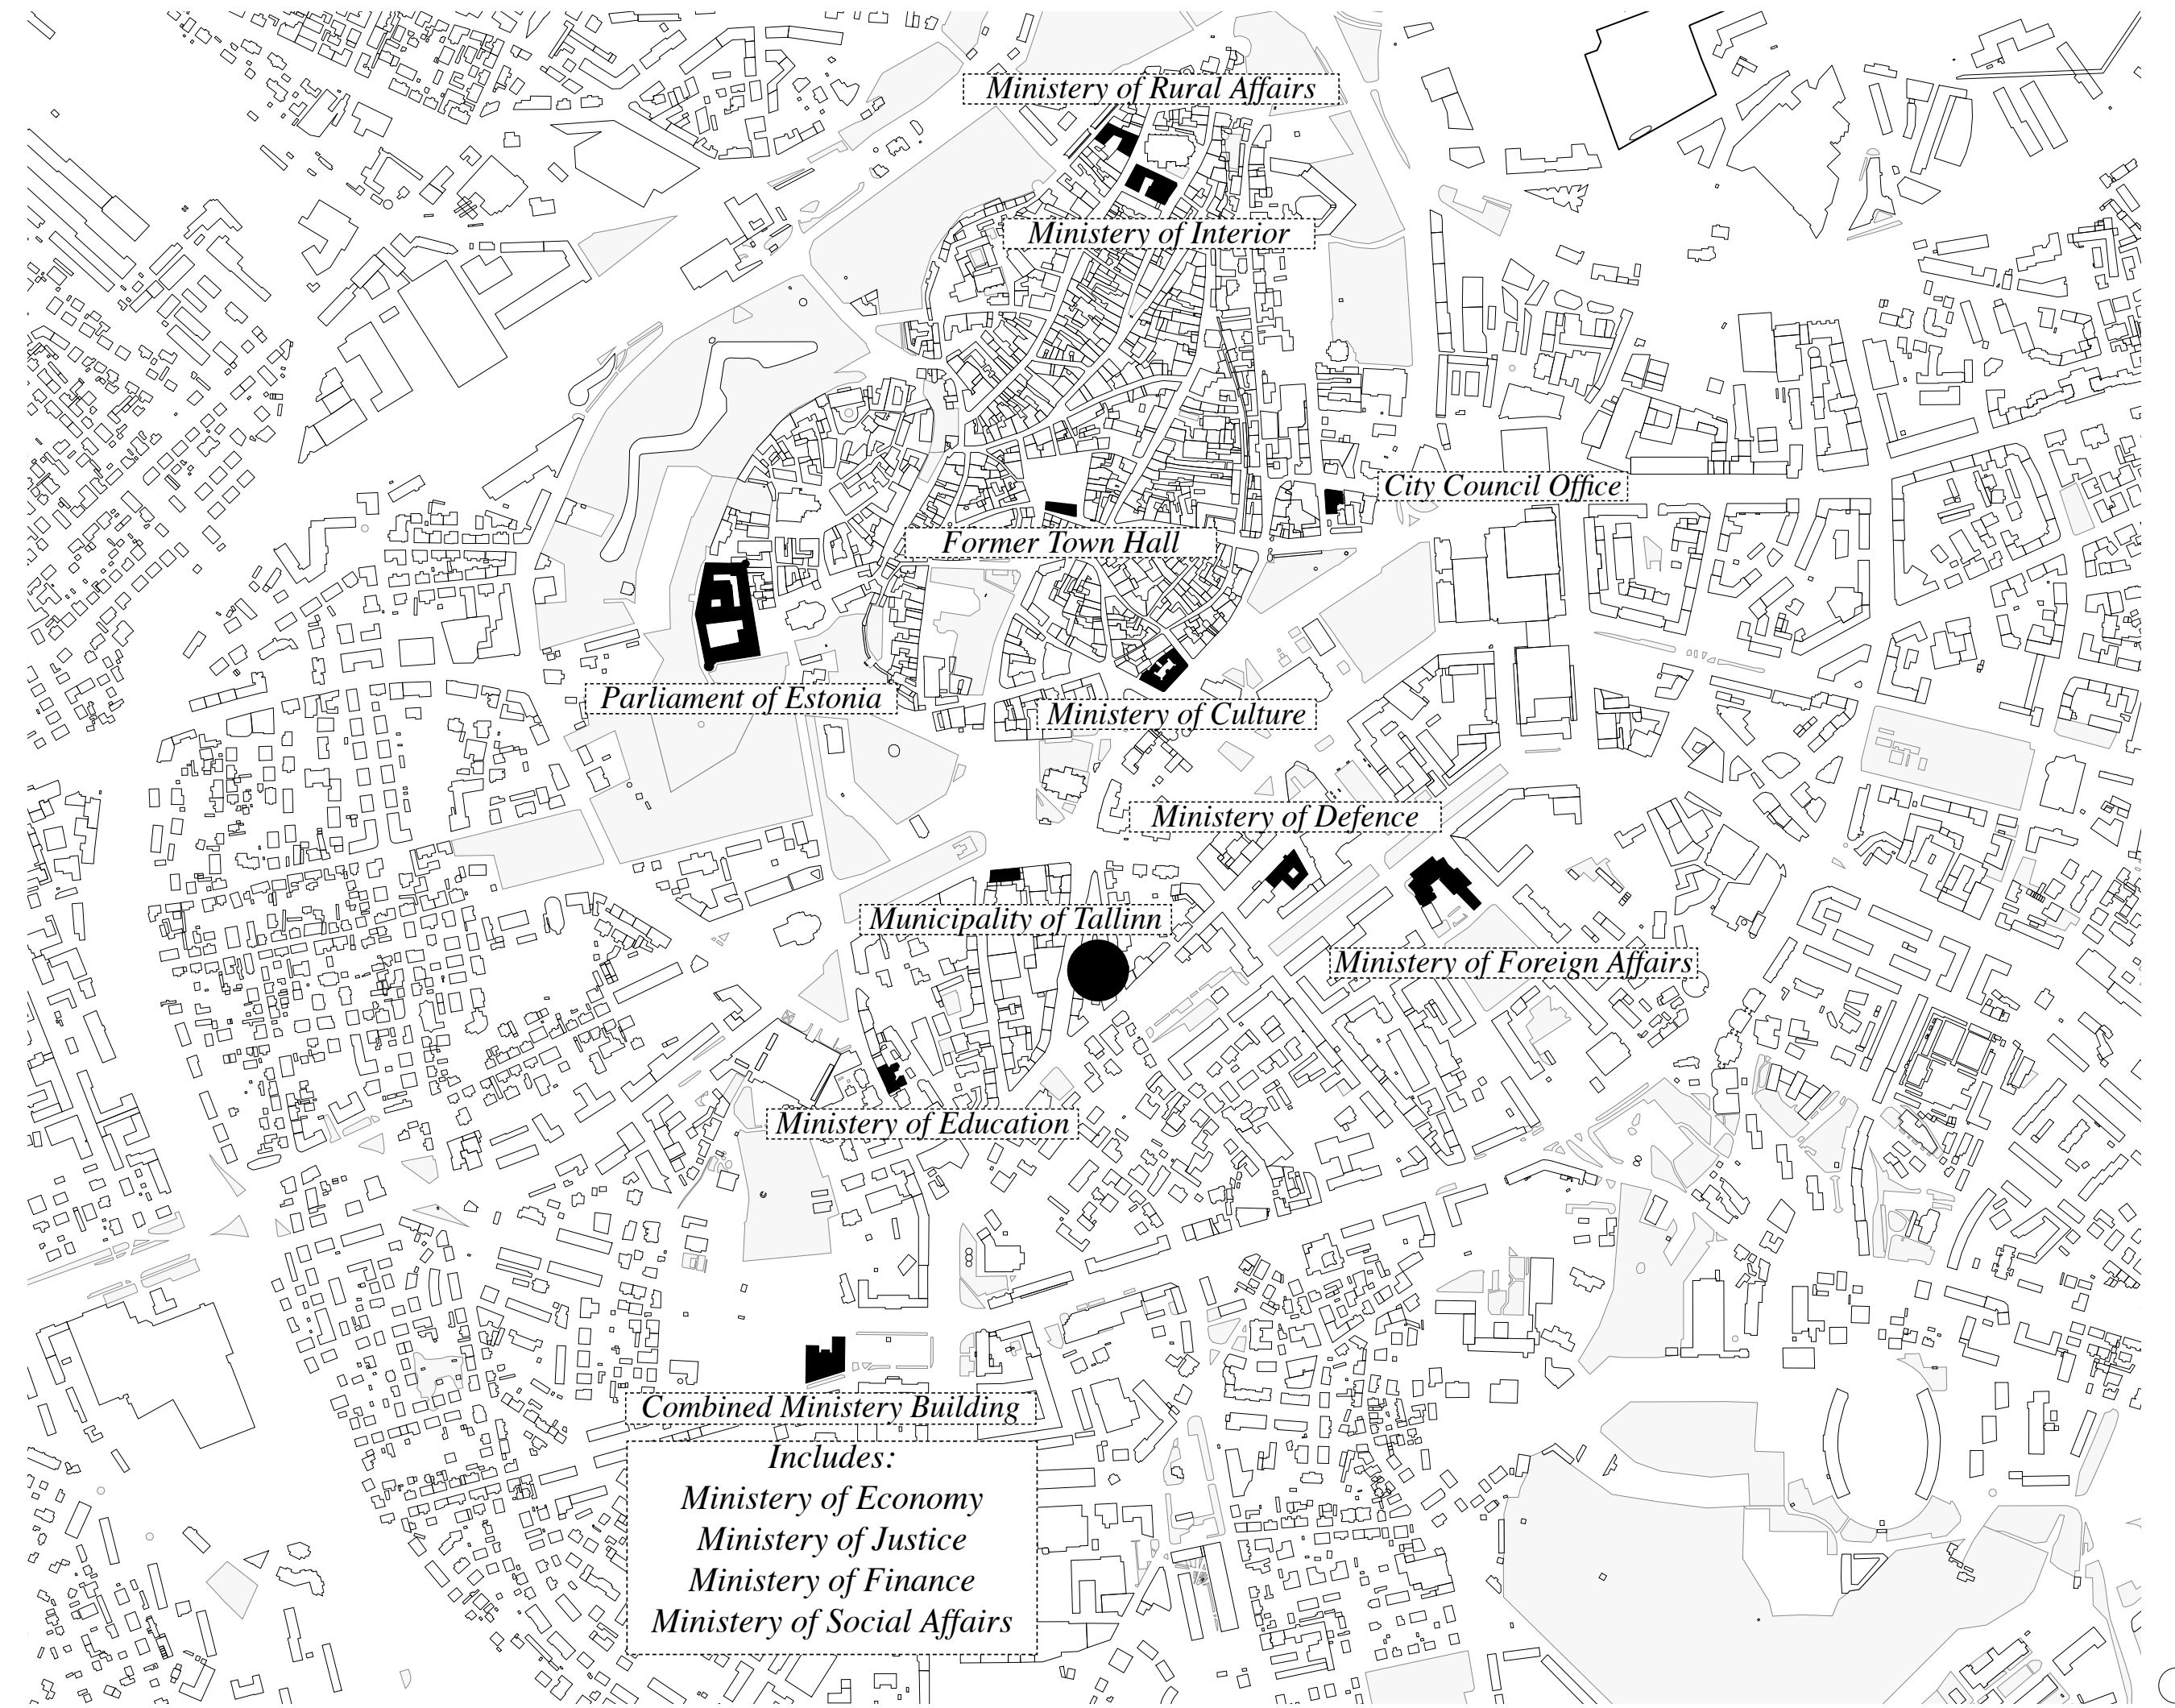 Ministery of Rural Affairs
Ministery of Interior
City Council Office
Former Town Hall
Parliament of Estonia
Ministery of Culture
Ministery of Defence
Municipality of Tallinn
Ministery of Foreign Affairs
Ministery of Education
Combined Ministery Building
Includes:
Ministery of Economy
Ministery of Justice
Ministery of Finance
Ministery of Social Affairs